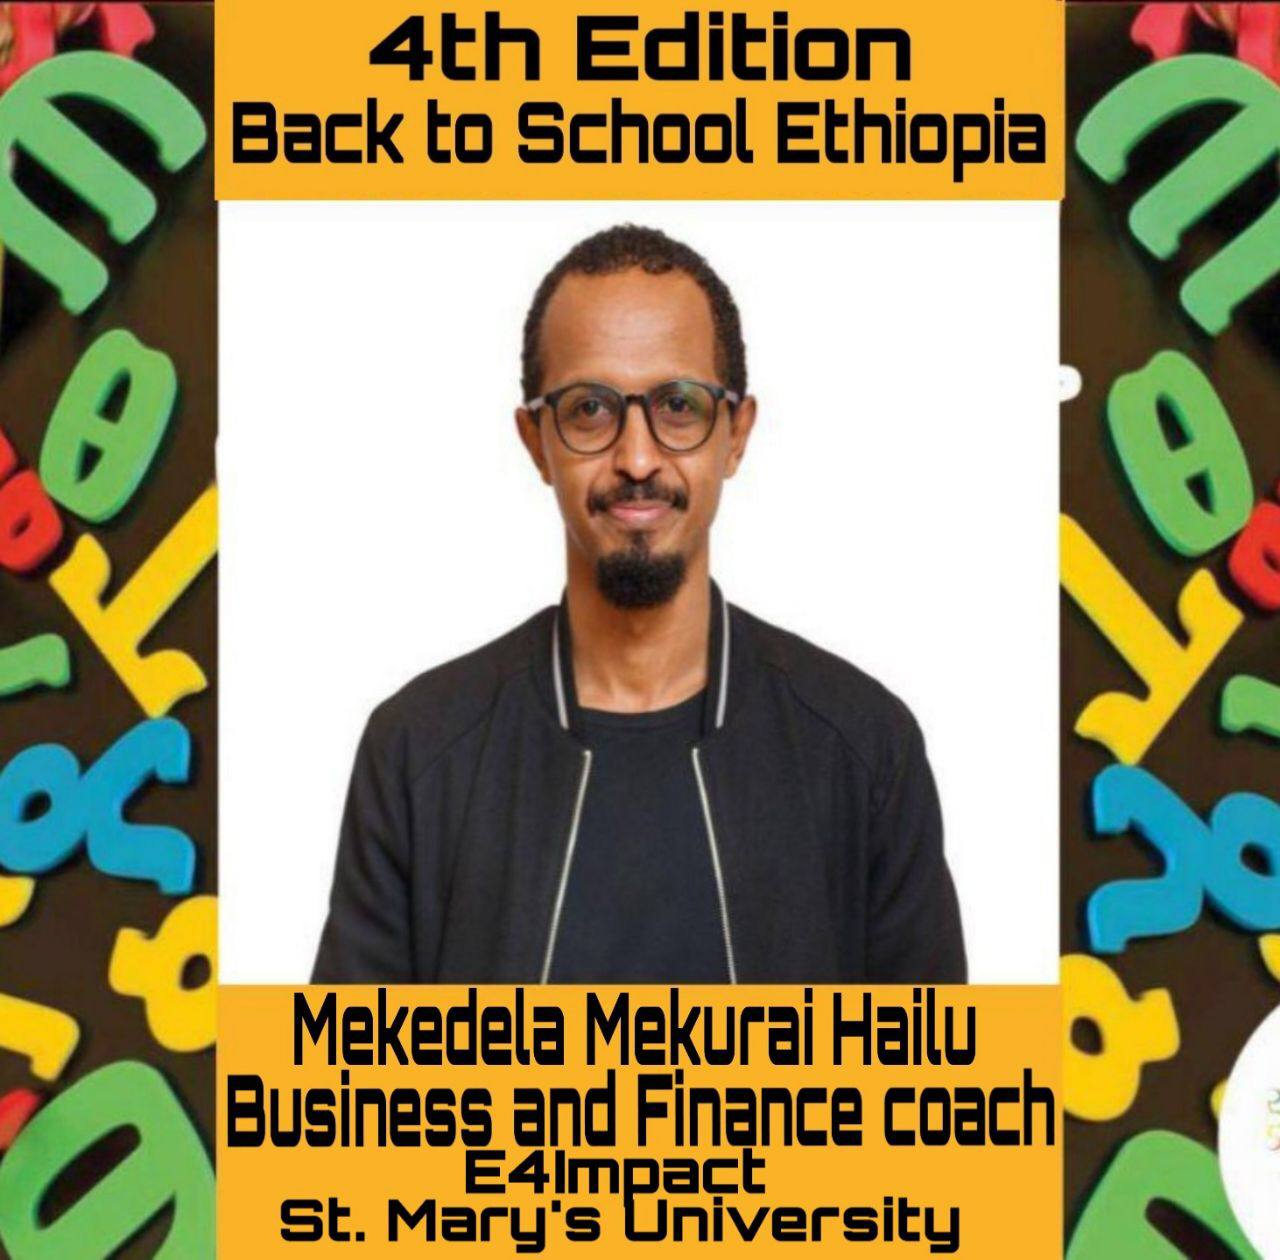 4th Edition
Back to School Ethiopia
Mekedela Mekurai Hailu
Business and Finance coach
E4Impact
St. Mary's University